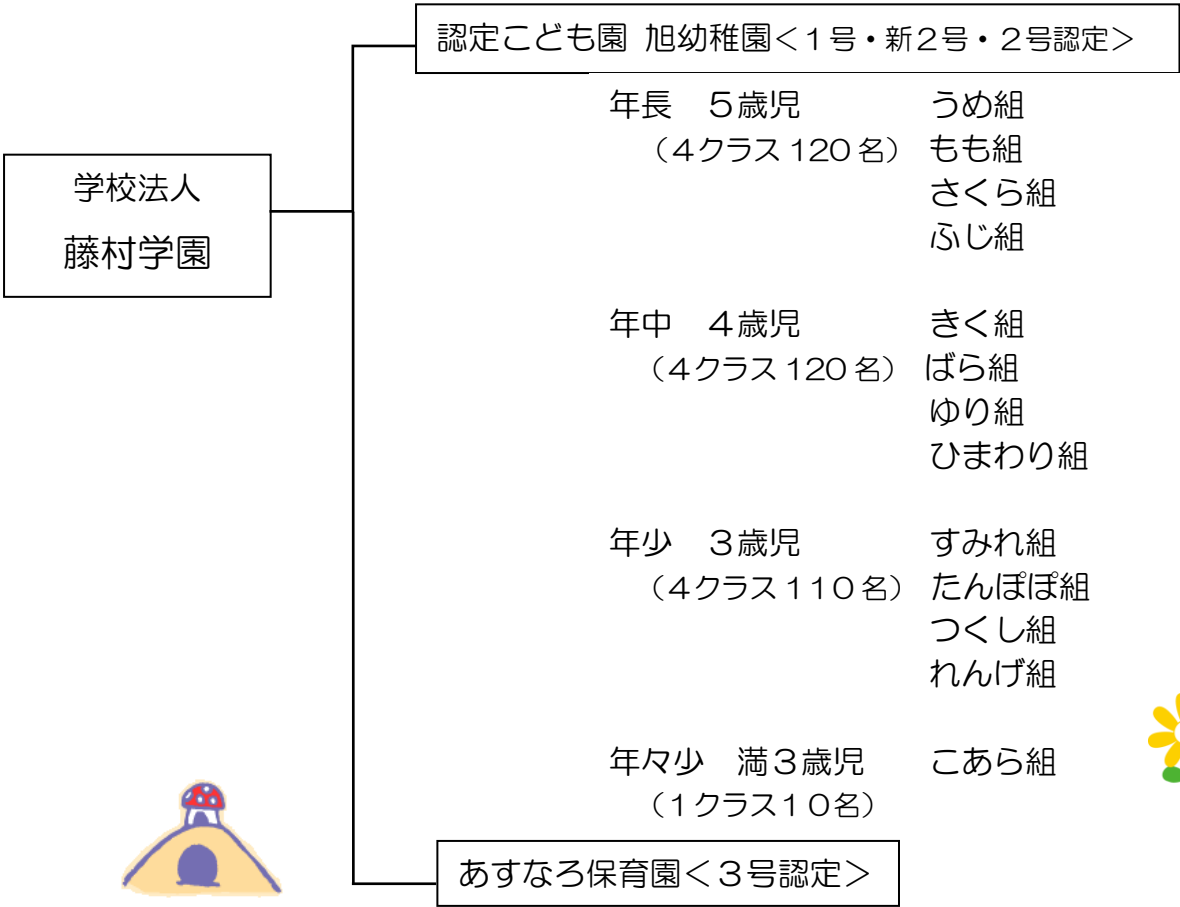 認定こども園 旭幼稚園<1号・新2号・2号認定>
学校法人
藤村学園
年長 5歳児 うめ組
(4クラス120名) もも組
さくら組
ふじ組
年中 4歳児 きく組
(4クラス120名) ばら組
ゆり組
ひまわり組
年少 3歳児 すみれ組
(4クラス110名) たんぽぽ組
つくし組
れんげ組
年々少 満3歳児 こあら組
(1クラス10名)
あすなろ保育園<3号認定>